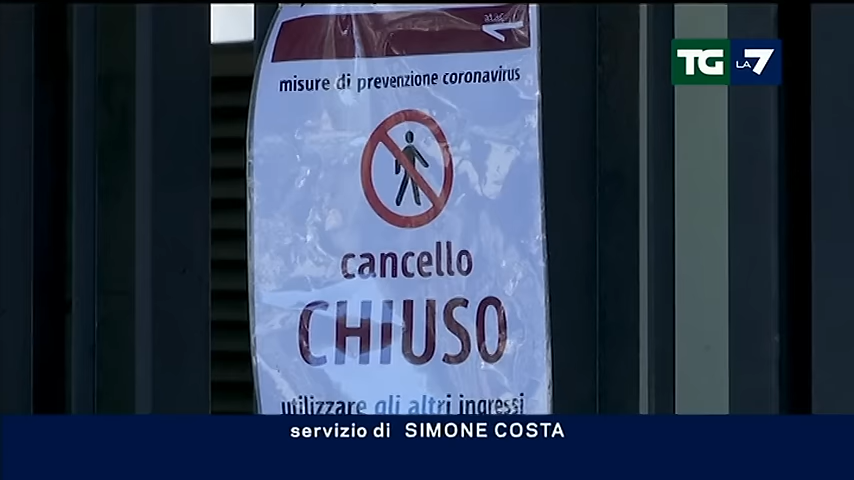 TG LA7
misure di prevenzione coronavirus
cancello
CHIUSO
utilizzare gli altri ingressi
servizio di SIMONE COSTA